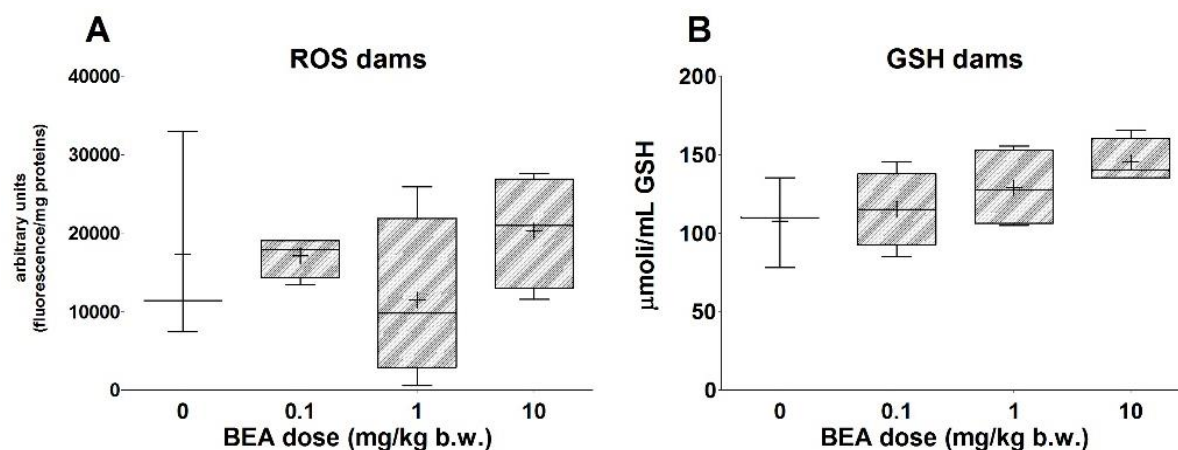 A
ROS dams
arbitrary units
(fluorescence/mg proteins)
40000
30000
20000
10000
0
0 0.1 1 10
BEA dose (mg/kg b.w.)
B
GSH dams
μmoli/mL GSH
200
150
100
50
0
0 0.1 1 10
BEA dose (mg/kg b.w.)